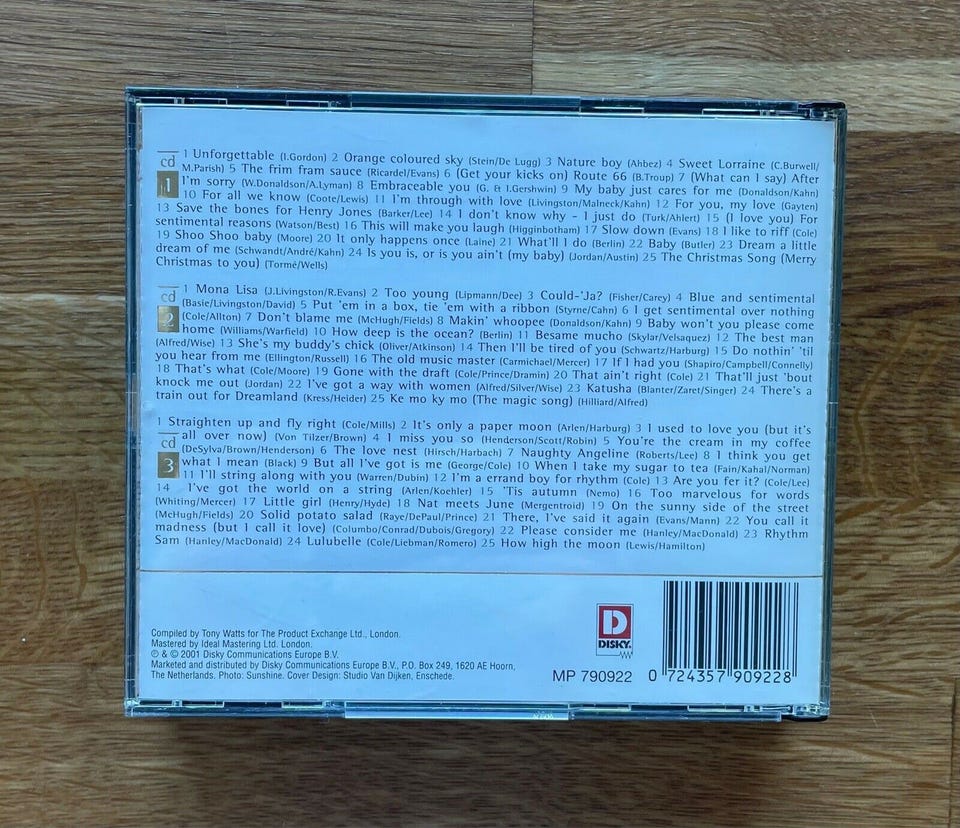 cd 1
1 Unforgettable (I.Gordon) 2 Orange coloured sky (Stein/De Lugg) 3 Nature boy (Ahbez) 4 Sweet Lorraine (C.Burwell/
M.Parish) 5 The frim fram sauce (Ricardel/Evans) 6 (Get your kicks on) Route 66 (B.Troup) 7 (What can I say) After
I'm sorry (W.Donaldson/A.Lyman) 8 Embraceable you (G. & I.Gershwin) 9 My baby just cares for me (Donaldson/Kahn)
10 For all we know (Coote/Lewis) 11 I'm through with love (Livingston/Malneck/Kahn) 12 For you, my love (Gayten)
13 Save the bones for Henry Jones (Barker/Lee) 14 I don't know why - I just do (Turk/Ahlert) 15 (I love you) For
sentimental reasons (Watson/Best) 16 This will make you laugh (Higginbotham) 17 Slow down (Evans) 18 I like to riff (Cole)
19 Shoo Shoo baby (Moore) 20 It only happens once (Laine) 21 What'll I do (Berlin) 22 Baby (Butler) 23 Dream a little
dream of me (Schwandt/André/Kahn) 24 Is you is, or is you ain't (my baby) (Jordan/Austin) 25 The Christmas Song (Merry
Christmas to you) (Tormé/Wells)
cd 2
1 Mona Lisa (J.Livingston/R.Evans) 2 Too young (Lipmann/Dee) 3 Could-'Ja? (Fisher/Carey) 4 Blue and sentimental
(Basie/Livingston/David) 5 Put 'em in a box, tie 'em with a ribbon (Styrne/Cahn) 6 I get sentimental over nothing
(Cole/Allton) 7 Don't blame me (McHugh/Fields) 8 Makin' whoopee (Donaldson/Kahn) 9 Baby won't you please come
home (Williams/Warfield) 10 How deep is the ocean? (Berlin) 11 Besame mucho (Skylar/Velsaquez) 12 The best man
(Alfred/Wise) 13 She's my buddy's chick (Oliver/Atkinson) 14 Then I'll be tired of you (Schwartz/Harburg) 15 Do nothin' 'til
you hear from me (Ellington/Russell) 16 The old music master (Carmichael/Mercer) 17 If I had you (Shapiro/Campbell/Connelly)
18 That's what (Cole/Moore) 19 Gone with the draft (Cole/Prince/Dramin) 20 That ain't right (Cole) 21 That'll just 'bout
knock me out (Jordan) 22 I've got a way with women (Alfred/Silver/Wise) 23 Katusha (Blanter/Zaret/Singer) 24 There's a
train out for Dreamland (Kress/Heider) 25 Ke mo ky mo (The magic song) (Hilliard/Alfred)
cd 3
1 Straighten up and fly right (Cole/Mills) 2 It's only a paper moon (Arlen/Harburg) 3 I used to love you (but it's
all over now) (Von Tilzer/Brown) 4 I miss you so (Henderson/Scott/Robin) 5 You're the cream in my coffee
(DeSylva/Brown/Henderson) 6 The love nest (Hirsch/Harbach) 7 Naughty Angeline (Roberts/Lee) 8 I think you get
what I mean (Black) 9 But all I've got is me (George/Cole) 10 When I take my sugar to tea (Fain/Kahal/Norman)
11 I'll string along with you (Warren/Dubin) 12 I'm a errand boy for rhythm (Cole) 13 Are you fer it? (Cole/Lee)
14 I've got the world on a string (Arlen/Koehler) 15 'Tis autumn (Nemo) 16 Too marvelous for words
(Whiting/Mercer) 17 Little girl (Henry/Hyde) 18 Nat meets June (Mergentroid) 19 On the sunny side of the street
(McHugh/Fields) 20 Solid potato salad (Raye/DePaul/Prince) 21 There, I've said it again (Evans/Mann) 22 You call it
madness (but I call it love) (Columbo/Conrad/Dubois/Gregory) 22 Please consider me (Hanley/MacDonald) 23 Rhythm
Sam (Hanley/MacDonald) 24 Lulubelle (Cole/Liebman/Romero) 25 How high the moon (Lewis/Hamilton)
Compiled by Tony Watts for The Product Exchange Ltd., London.
Mastered by Ideal Mastering Ltd. London.
℗ & © 2001 Disky Communications Europe B.V.
Marketed and distributed by Disky Communications Europe B.V., P.O. Box 249, 1620 AE Hoorn,
The Netherlands. Photo: Sunshine. Cover Design: Studio Van Dijken, Enschede.
D
DISKY
MP 790922
0 724357 909228